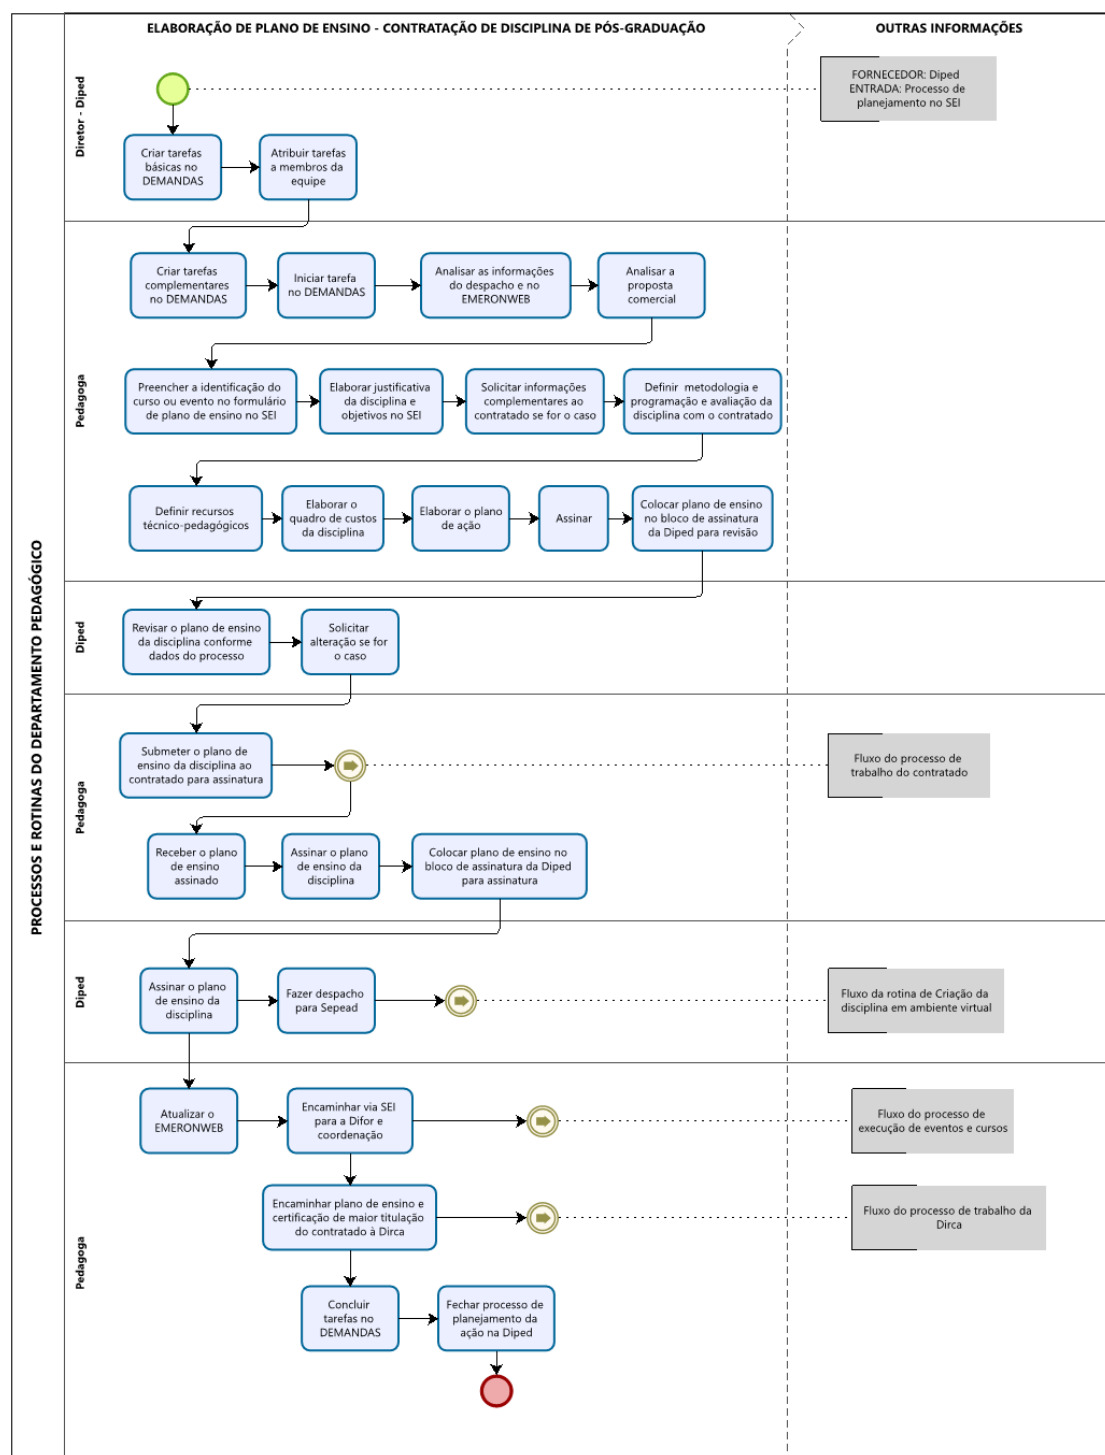 ELABORAÇÃO DE PLANO DE ENSINO - CONTRATAÇÃO DE DISCIPLINA DE PÓS-GRADUAÇÃO
OUTRAS INFORMAÇÕES
PROCESSOS E ROTINAS DO DEPARTAMENTO PEDAGÓGICO
Diretor - Diped
FORNECEDOR: Diped
ENTRADA: Processo de
planejamento no SEI
Criar tarefas
básicas no
DEMANDAS
Atribuir tarefas
a membros da
equipe
Pedagoga
Criar tarefas
complementares
no DEMANDAS
Iniciar tarefa
no DEMANDAS
Analisar as informações
do despacho e no
EMERONWEB
Analisar a
proposta
comercial
Preencher a identificação do
curso ou evento no formulário
de plano de ensino no SEI
Elaborar justificativa
da disciplina e
objetivos no SEI
Solicitar informações
complementares ao
contratado se for o caso
Definir metodologia e
programação e avaliação da
disciplina com o contratado
Definir recursos
técnico-pedagógicos
Elaborar o
quadro de custos
da disciplina
Elaborar o plano
de ação
Assinar
Colocar plano de ensino
no bloco de assinatura
da Diped para revisão
Diped
Revisar o plano de ensino
da disciplina conforme
dados do processo
Solicitar
alteração se for
o caso
Pedagoga
Submeter o plano de
ensino da disciplina ao
contratado para assinatura
Fluxo do processo de
trabalho do contratado
Receber o plano
de ensino
assinado
Assinar o plano
de ensino da
disciplina
Colocar plano de ensino no
bloco de assinatura da Diped
para assinatura
Diped
Assinar o plano
de ensino da
disciplina
Fazer despacho
para Sepead
Fluxo da rotina de Criação da
disciplina em ambiente virtual
Pedagoga
Atualizar o
EMERONWEB
Encaminhar via SEI
para a Difor e
coordenação
Fluxo do processo de
execução de eventos e cursos
Encaminhar plano de ensino e
certificação de maior titulação
do contratado à Dirca
Fluxo do processo de trabalho da
Dirca
Concluir
tarefas no
DEMANDAS
Fechar processo de
planejamento da
ação na Diped